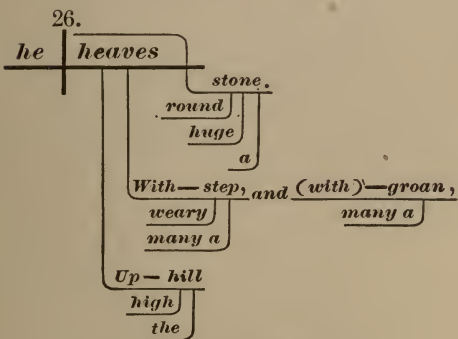 26.
he heaves
stone.
round
huge
a
With—step, and (with)—groan,
weary many a
many a
Up—hill
high
the